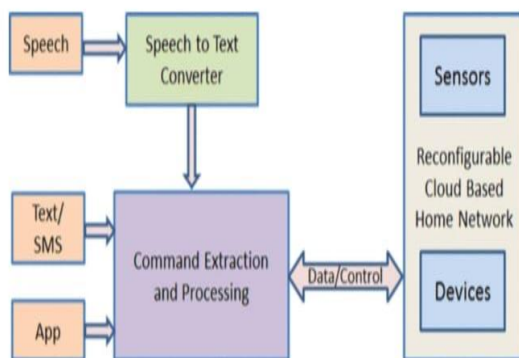 Speech
Speech to Text
Converter
Text/
SMS
App
Command Extraction
and Processing
Data/Control
Sensors
Reconfigurable
Cloud Based
Home Network
Devices